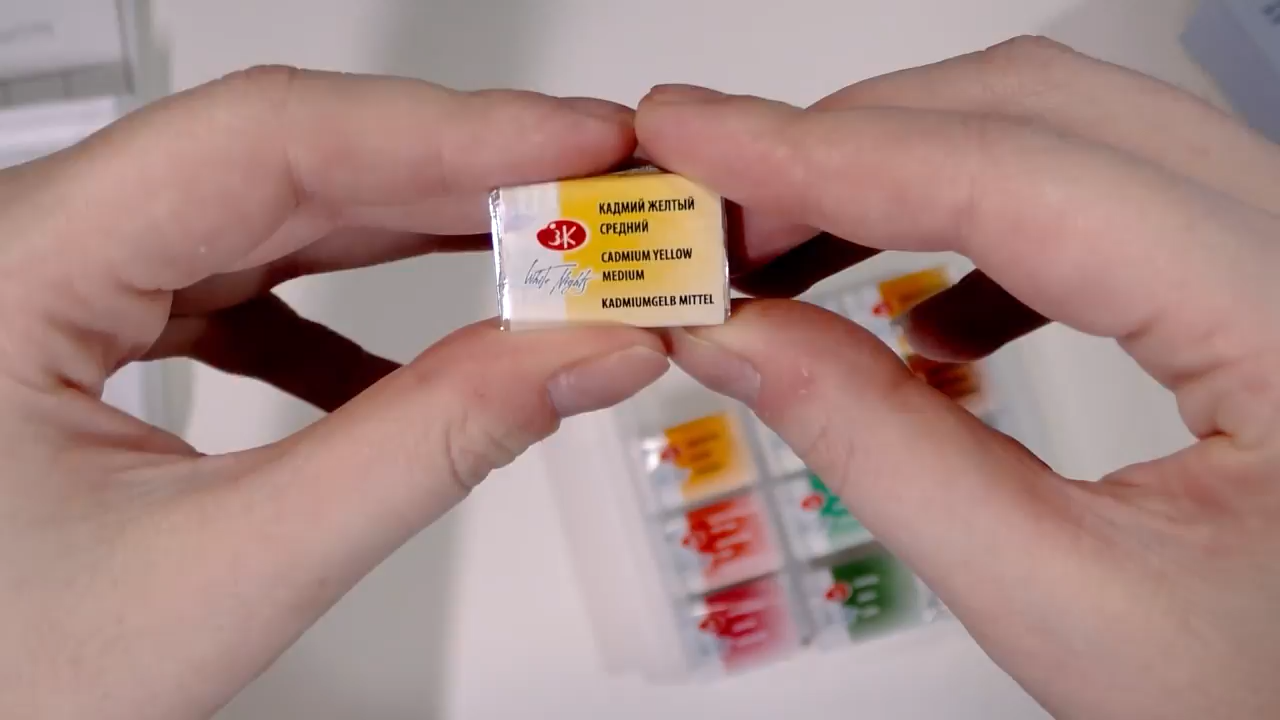 КАДМИЙ ЖЕЛТЫЙ
СРЕДНИЙ
ЗК
CADMIUM YELLOW
White Nights
MEDIUM
KADMIUMGELB MITTEL